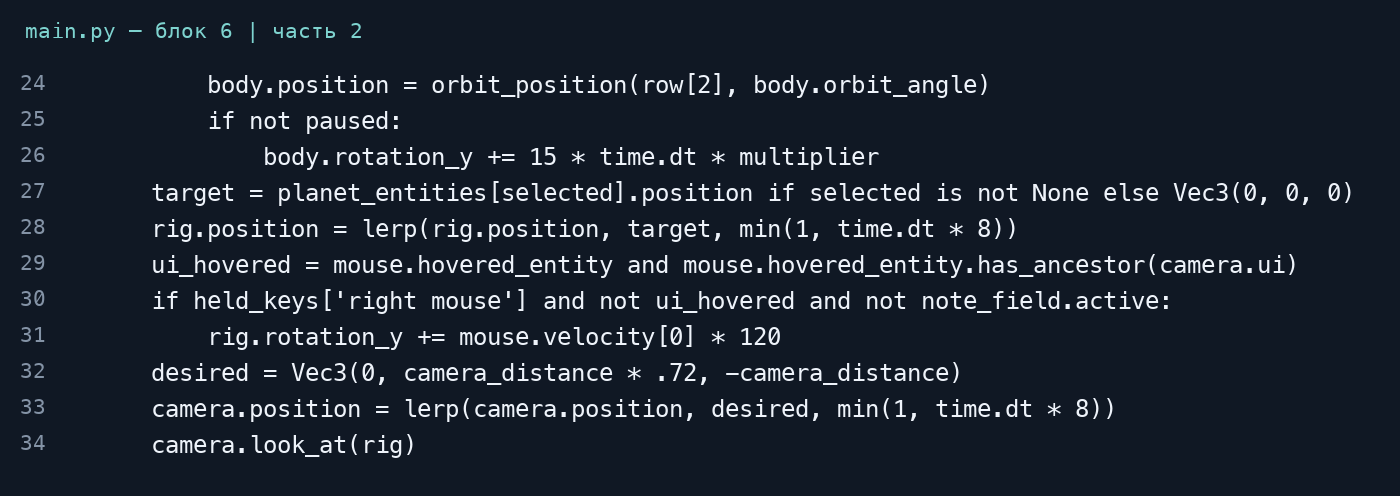 main.py — блок 6 | часть 2
24            body.position = orbit_position(row[2], body.orbit_angle)
25            if not paused:
26                body.rotation_y += 15 * time.dt * multiplier
27        target = planet_entities[selected].position if selected is not None else Vec3(0, 0, 0)
28        rig.position = lerp(rig.position, target, min(1, time.dt * 8))
29        ui_hovered = mouse.hovered_entity and mouse.hovered_entity.has_ancestor(camera.ui)
30        if held_keys['right mouse'] and not ui_hovered and not note_field.active:
31            rig.rotation_y += mouse.velocity[0] * 120
32        desired = Vec3(0, camera_distance * .72, −camera_distance)
33        camera.position = lerp(camera.position, desired, min(1, time.dt * 8))
34        camera.look_at(rig)